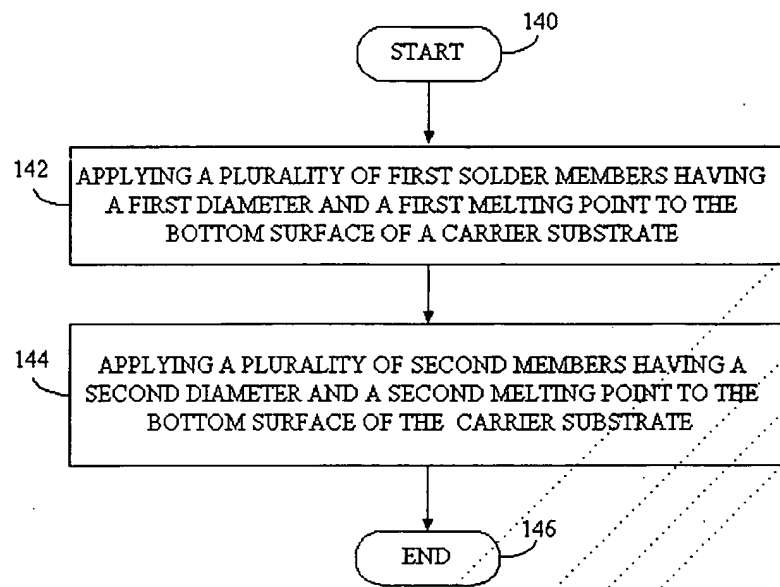 START
140
142
APPLYING A PLURALITY OF FIRST SOLDER MEMBERS HAVING
A FIRST DIAMETER AND A FIRST MELTING POINT TO THE
BOTTOM SURFACE OF A CARRIER SUBSTRATE
144
APPLYING A PLURALITY OF SECOND MEMBERS HAVING A
SECOND DIAMETER AND A SECOND MELTING POINT TO THE
BOTTOM SURFACE OF THE CARRIER SUBSTRATE
END
146